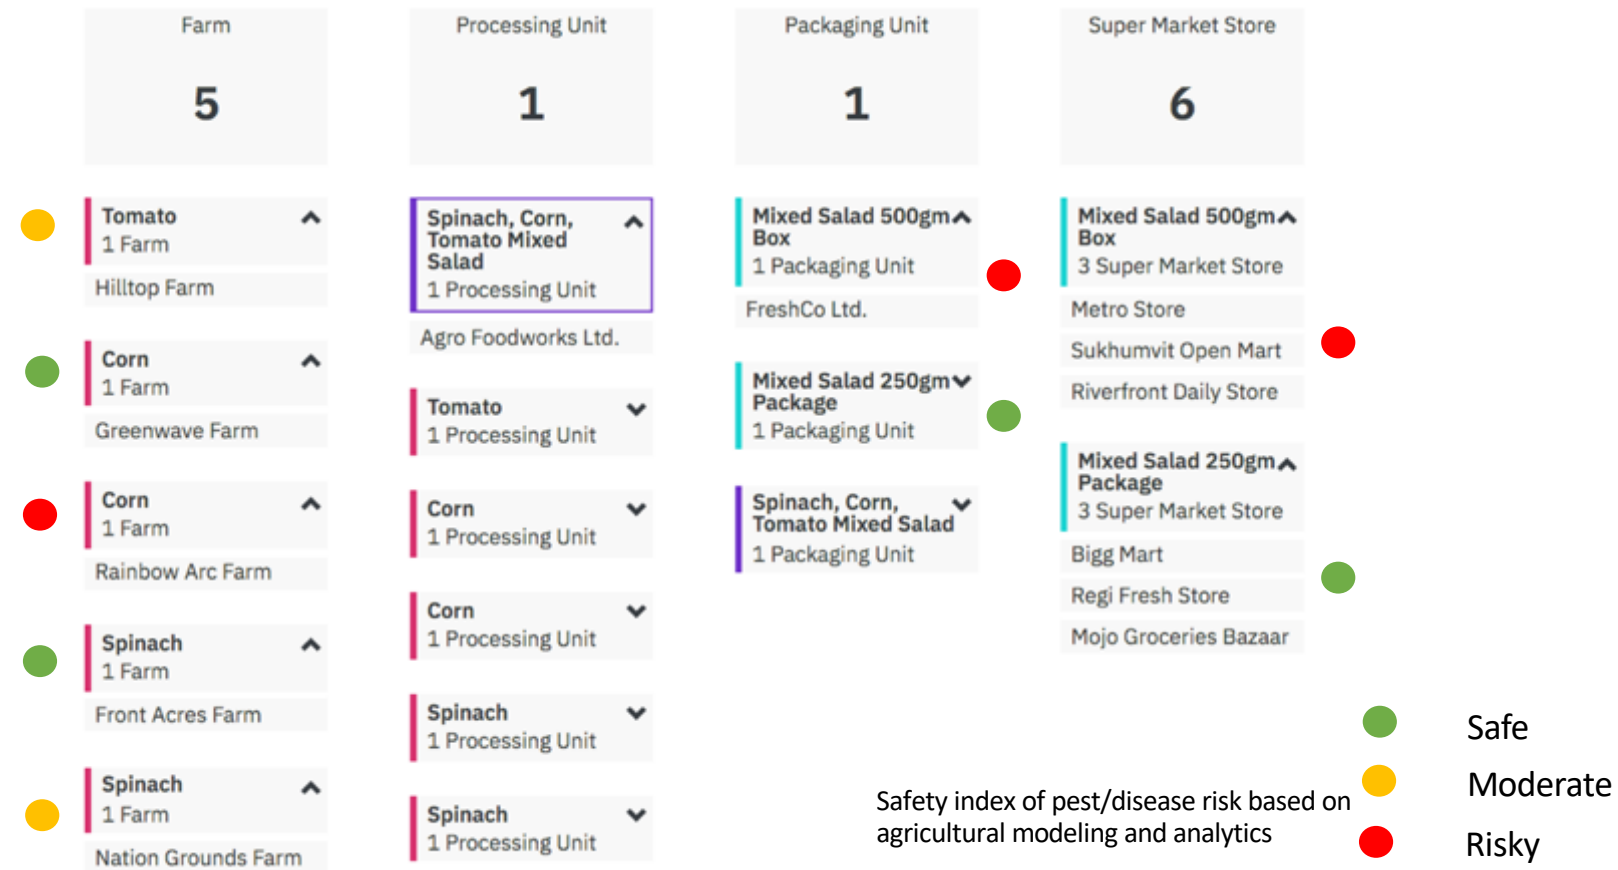 Farm
5
Tomato
1 Farm
Hilltop Farm
Corn
1 Farm
Greenwave Farm
Corn
1 Farm
Rainbow Arc Farm
Spinach
1 Farm
Front Acres Farm
Spinach
1 Farm
Nation Grounds Farm
Processing Unit
1
Spinach, Corn,
Tomato Mixed
Salad
1 Processing Unit
Agro Foodworks Ltd.
Tomato
1 Processing Unit
Corn
1 Processing Unit
Corn
1 Processing Unit
Spinach
1 Processing Unit
Spinach
1 Processing Unit
Packaging Unit
1
Mixed Salad 500gm
Box
1 Packaging Unit
FreshCo Ltd.
Mixed Salad 250gm
Package
1 Packaging Unit
Spinach, Corn,
Tomato Mixed Salad
1 Packaging Unit
Super Market Store
6
Mixed Salad 500gm
Box
3 Super Market Store
Metro Store
Sukhumvit Open Mart
Riverfront Daily Store
Mixed Salad 250gm
Package
3 Super Market Store
Bigg Mart
Regi Fresh Store
Mojo Groceries Bazaar
Safety index of pest/disease risk based on
agricultural modeling and analytics
Safe
Moderate
Risky